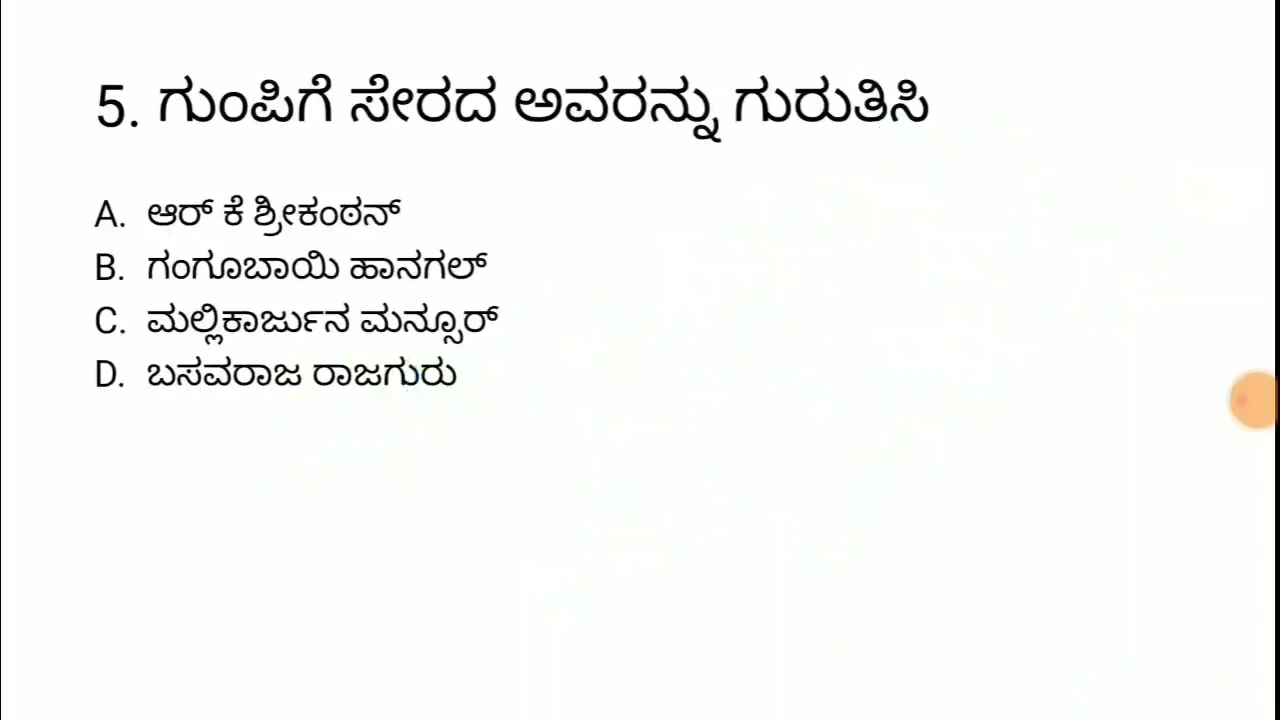 5. ಗುಂಪಿಗೆ ಸೇರದ ಅವರನ್ನು ಗುರುತಿಸಿ
A. ಆರ್ ಕೆ ಶ್ರೀಕಂಠನ್
B. ಗಂಗೂಬಾಯಿ ಹಾನಗಲ್
C. ಮಲ್ಲಿಕಾರ್ಜುನ ಮನ್ಸೂರ್
D. ಬಸವರಾಜ ರಾಜಗುರು